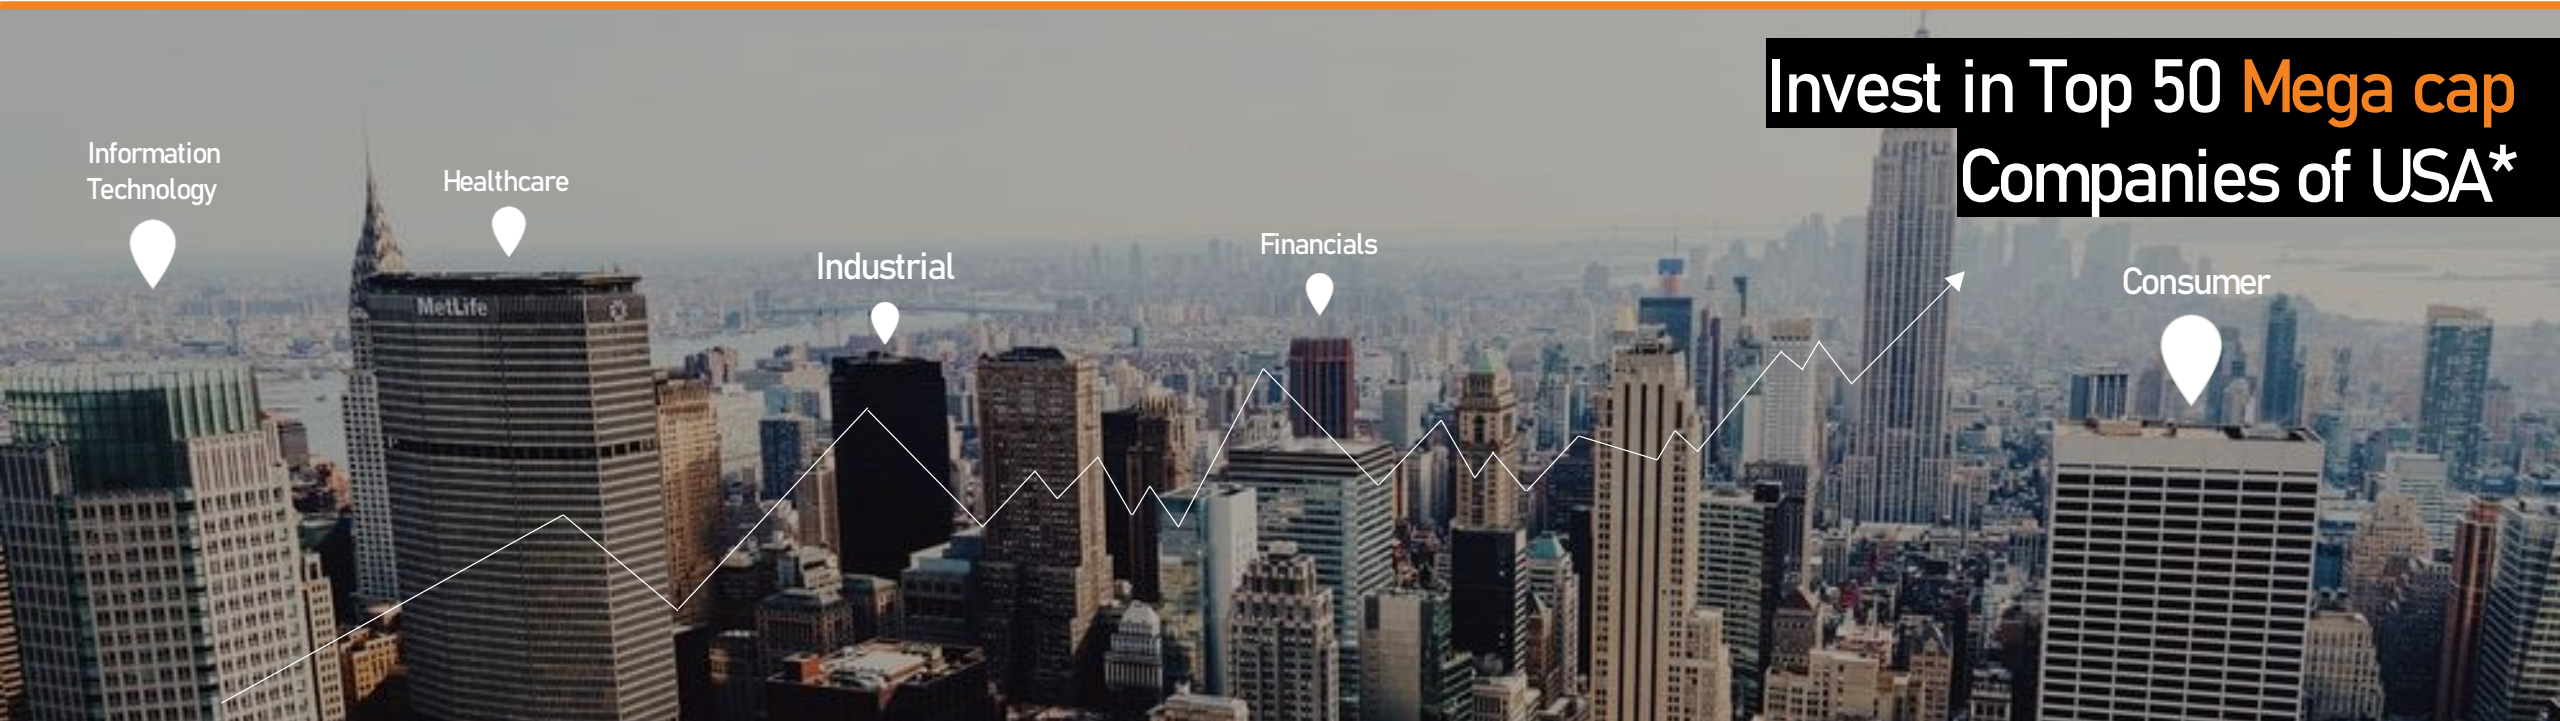 Invest in Top 50 Mega cap
Companies of USA*
Information
Technology
Healthcare
Industrial
Financials
Consumer
MetLife